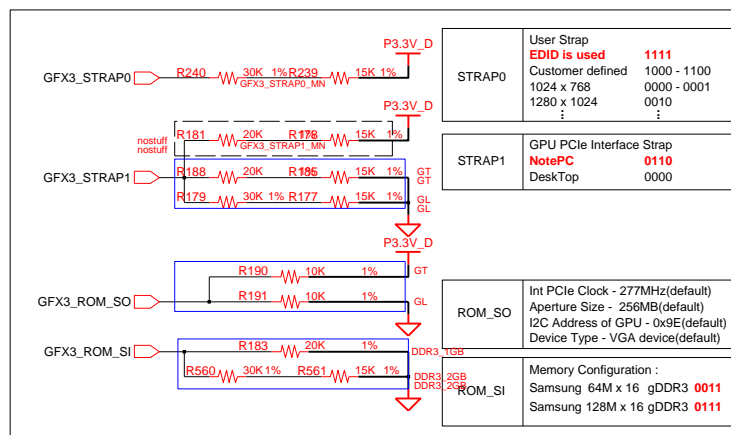 P3.3V_D
GFX3_STRAP0
R240 30K 1% R239 15K 1%
GFX3_STRAP0_MN
P3.3V_D
nostuff
nostuff
R181 20K 1% R178 15K 1%
GFX3_STRAP1_MN
GFX3_STRAP1
R188 20K 1% R185 15K 1% GT
GT
R179 30K 1% R177 15K 1% GL
GL
P3.3V_D
R190 10K 1% GT
GFX3_ROM_SO
R191 10K 1% GL
GFX3_ROM_SI
R183 20K 1% DDR3_1GB
R560 30K 1% R561 15K 1% DDR3_2GB
DDR3_2GB
STRAP0
User Strap
EDID is used 1111
Customer defined 1000 - 1100
1024 x 768 0000 - 0001
1280 x 1024 0010
⋮ ⋮
STRAP1
GPU PCIe Interface Strap
NotePC 0110
DeskTop 0000
ROM_SO
Int PCIe Clock - 277MHz(default)
Aperture Size - 256MB(default)
I2C Address of GPU - 0x9E(default)
Device Type - VGA device(default)
ROM_SI
Memory Configuration :
Samsung 64M x 16 gDDR3 0011
Samsung 128M x 16 gDDR3 0111